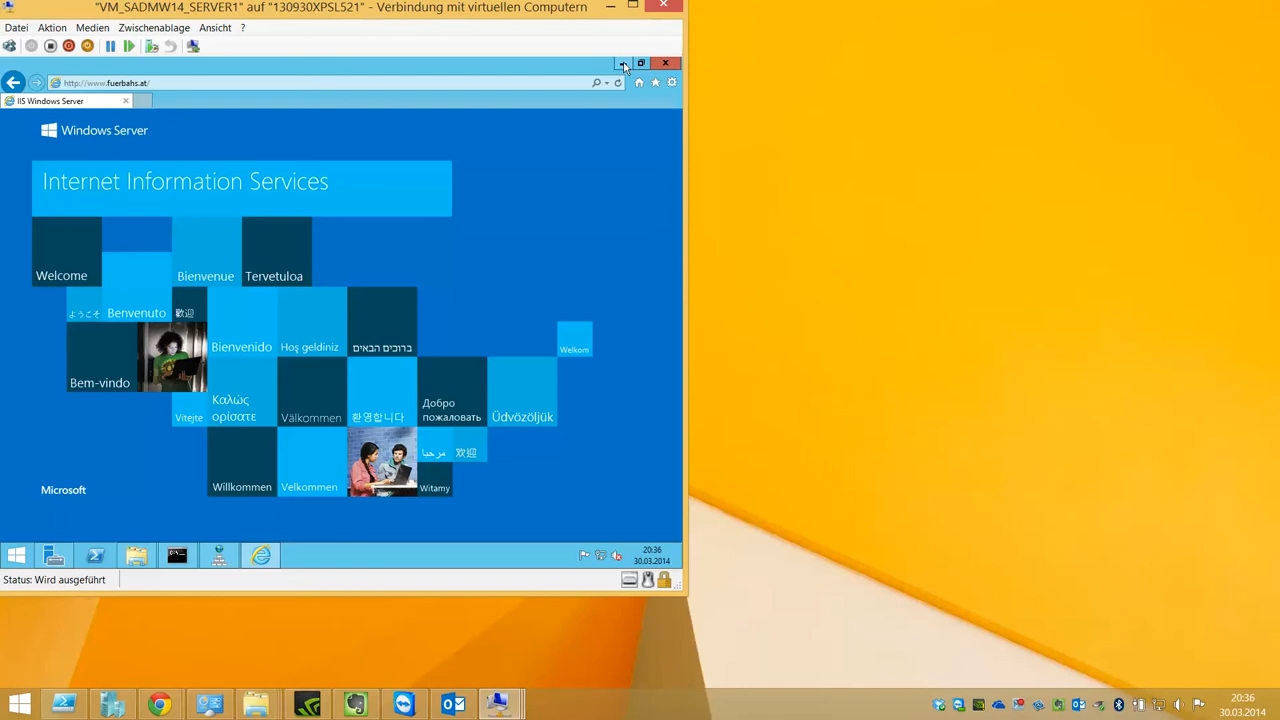 "VM_SADMW14_SERVER1" auf "130930XPSL521" - Verbindung mit virtuellen Computern
Datei Aktion Medien Zwischenablage Ansicht ?
http://www.fuerbahs.at/
IIS Windows Server
Windows Server
Internet Information Services
Welcome
Bienvenue
Tervetuloa
ようこそ
Benvenuto
歡迎
Bienvenido
Hoş geldiniz
ברוכים הבאים
Welkom
Bem-vindo
Vítejte
Καλώς
ορίσατε
Välkommen
환영합니다
Добро
пожаловать
Üdvözöljük
مرحبا
欢迎
Willkommen
Velkommen
Witamy
Microsoft
20:36
30.03.2014
Status: Wird ausgeführt
20:36
30.03.2014